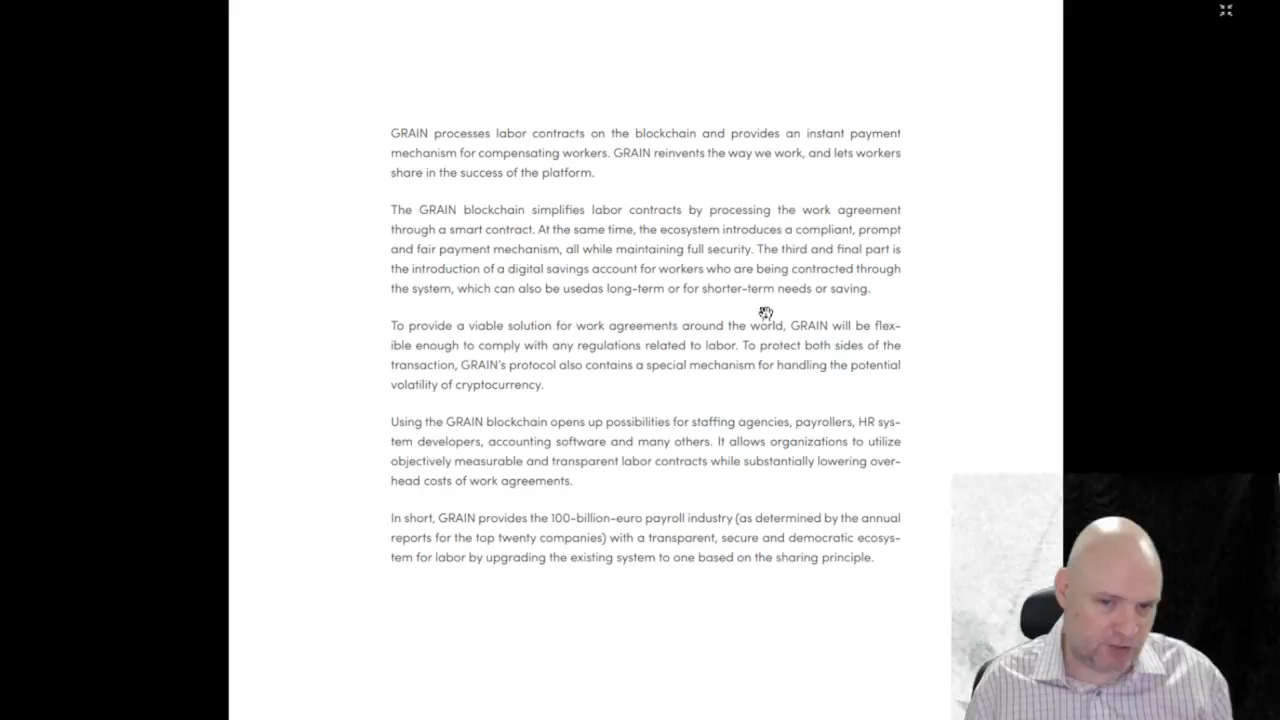 GRAIN processes labor contracts on the blockchain and provides an instant payment
mechanism for compensating workers. GRAIN reinvents the way we work, and lets workers
share in the success of the platform.
The GRAIN blockchain simplifies labor contracts by processing the work agreement
through a smart contract. At the same time, the ecosystem introduces a compliant, prompt
and fair payment mechanism, all while maintaining full security. The third and final part is
the introduction of a digital savings account for workers who are being contracted through
the system, which can also be usedas long-term or for shorter-term needs or saving.
To provide a viable solution for work agreements around the world, GRAIN will be flex-
ible enough to comply with any regulations related to labor. To protect both sides of the
transaction, GRAIN's protocol also contains a special mechanism for handling the potential
volatility of cryptocurrency.
Using the GRAIN blockchain opens up possibilities for staffing agencies, payrollers, HR sys-
tem developers, accounting software and many others. It allows organizations to utilize
objectively measurable and transparent labor contracts while substantially lowering over-
head costs of work agreements.
In short, GRAIN provides the 100-billion-euro payroll industry (as determined by the annual
reports for the top twenty companies) with a transparent, secure and democratic ecosys-
tem for labor by upgrading the existing system to one based on the sharing principle.